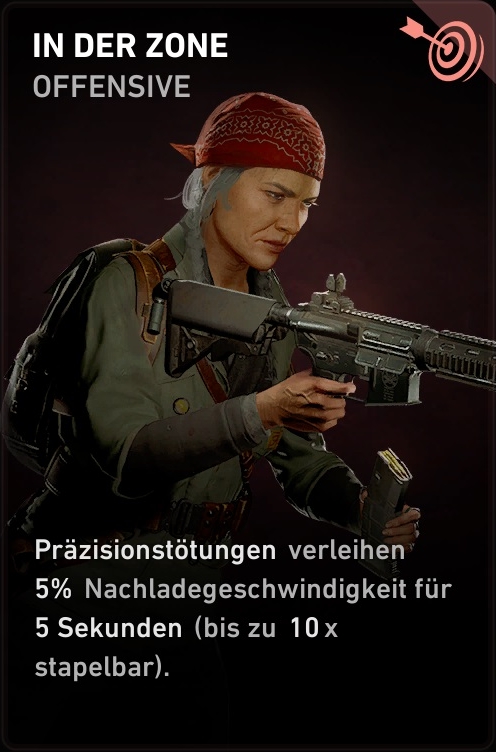 IN DER ZONE
OFFENSIVE
Präzisionstötungen verleihen
5% Nachladegeschwindigkeit für
5 Sekunden (bis zu 10 x
stapelbar).